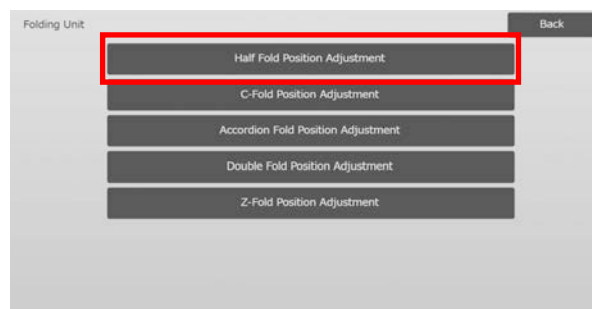 Folding Unit
Back
Half Fold Position Adjustment
C-Fold Position Adjustment
Accordion Fold Position Adjustment
Double Fold Position Adjustment
Z-Fold Position Adjustment